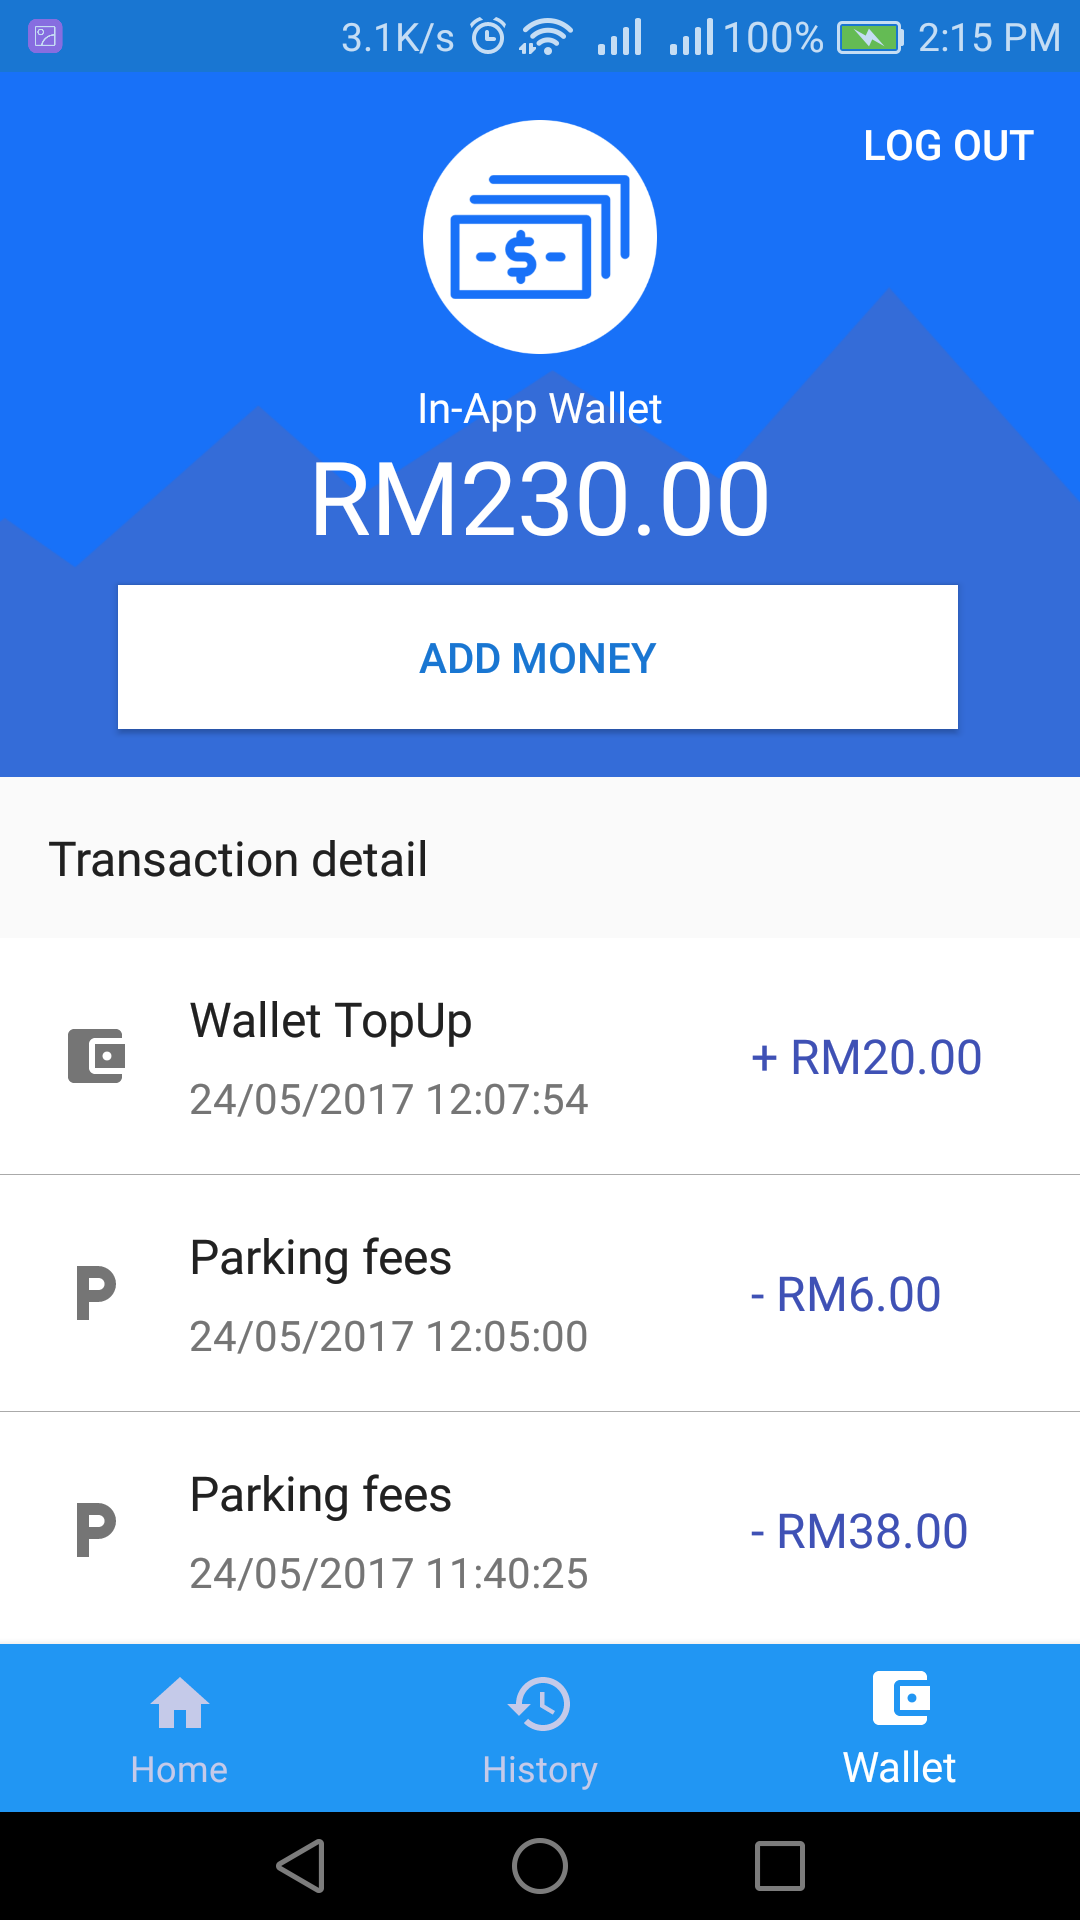 3.1K/s 100% 2:15 PM
LOG OUT
$
In-App Wallet
RM230.00
ADD MONEY
Transaction detail
Wallet TopUp
+ RM20.00
24/05/2017 12:07:54
Parking fees
- RM6.00
24/05/2017 12:05:00
Parking fees
- RM38.00
24/05/2017 11:40:25
Home History Wallet